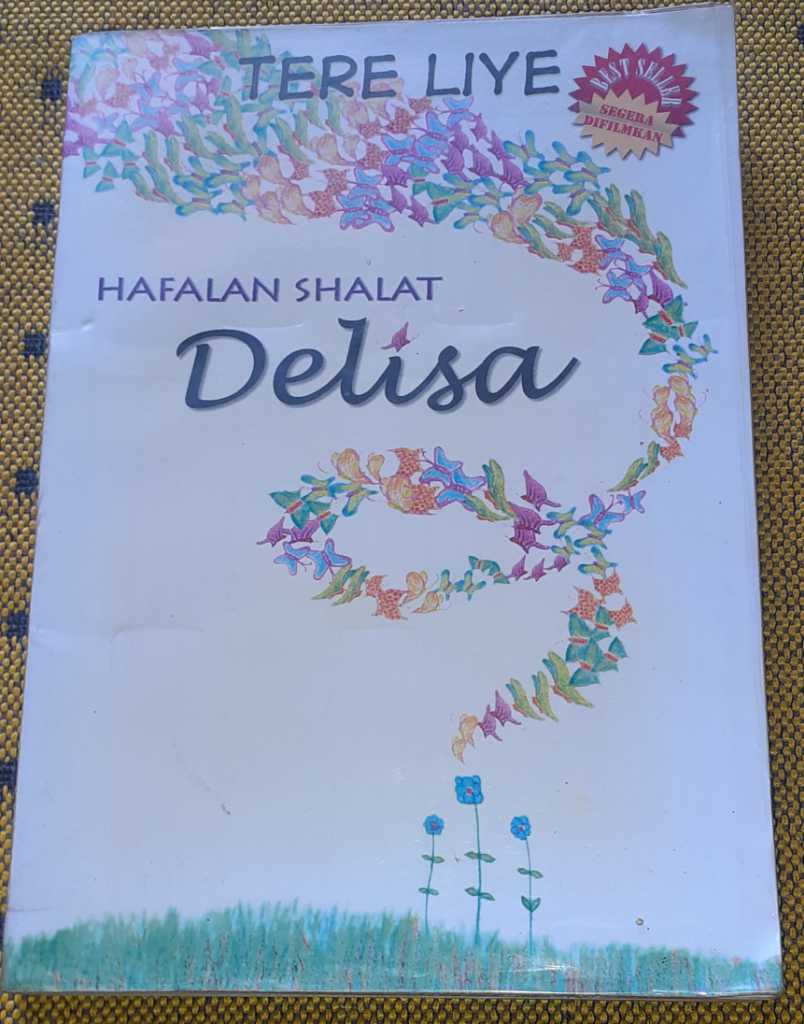 TERE LIYE
BEST SELLER
SEGERA
DIFILMKAN
HAFALAN SHALAT
Delisa